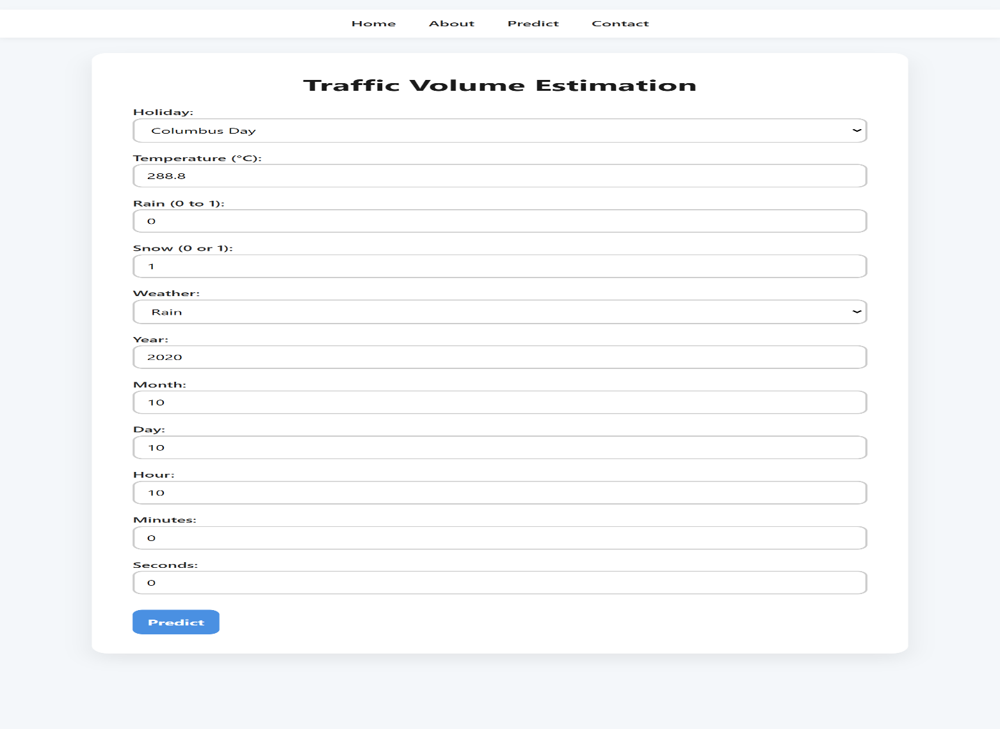 Home About Predict Contact
Traffic Volume Estimation
Holiday:
Columbus Day
Temperature (°C):
288.8
Rain (0 to 1):
0
Snow (0 or 1):
1
Weather:
Rain
Year:
2020
Month:
10
Day:
10
Hour:
10
Minutes:
0
Seconds:
0
Predict